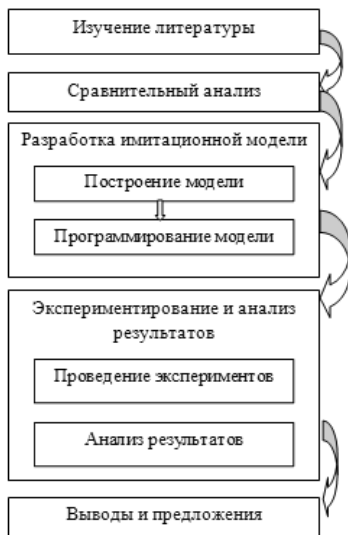 Изучение литературы
Сравнительный анализ
Разработка имитационной модели
Построение модели
Программирование модели
Экспериментирование и анализ
результатов
Проведение экспериментов
Анализ результатов
Выводы и предложения